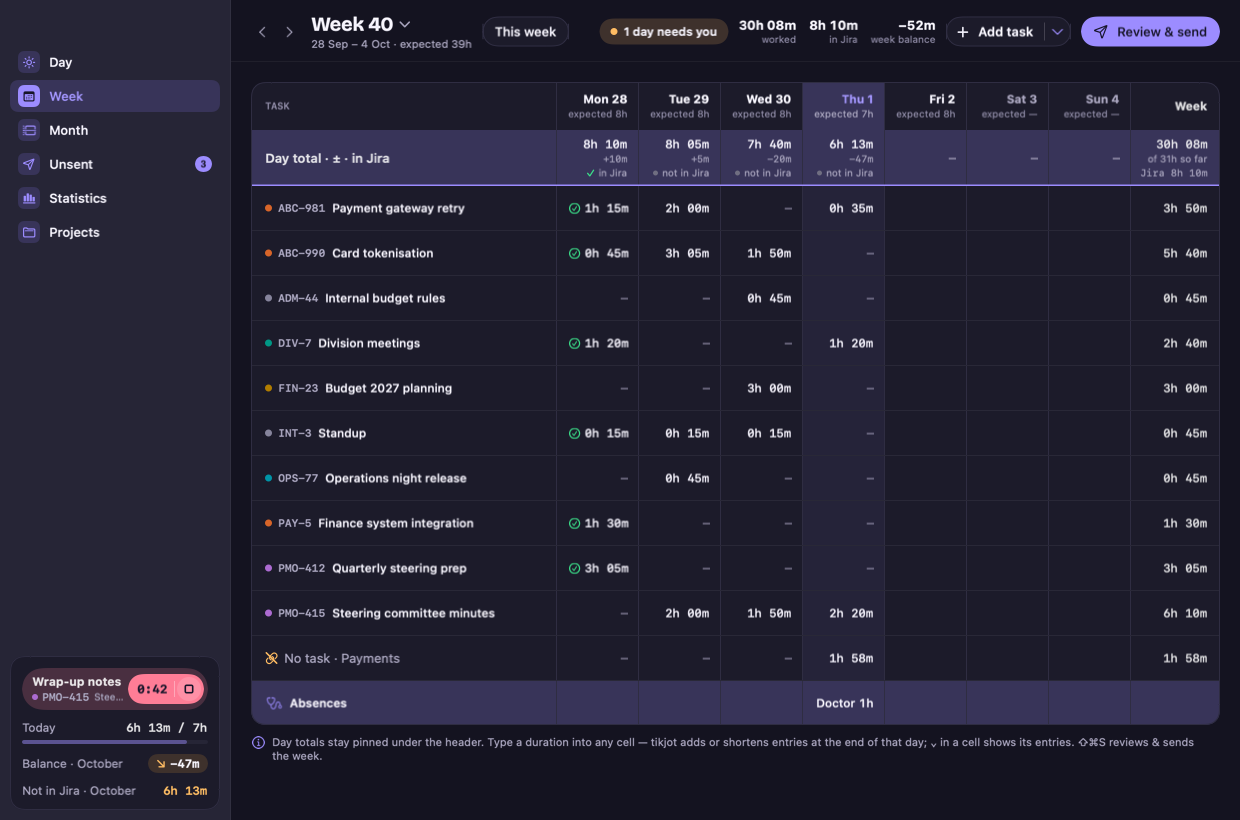 Week 40
28 Sep – 4 Oct · expected 39h
This week
1 day needs you
30h 08m worked
8h 10m in Jira
−52m week balance
Add task
Review & send
Day
Week
Month
Unsent 3
Statistics
Projects
TASK Mon 28 Tue 29 Wed 30 Thu 1 Fri 2 Sat 3 Sun 4 Week
expected 8h expected 8h expected 8h expected 7h expected 8h expected — expected —
Day total · ± · in Jira 8h 10m 8h 05m 7h 40m 6h 13m – – – 30h 08m
+10m +5m −20m −47m of 31h so far
in Jira not in Jira not in Jira not in Jira Jira 8h 10m
ABC-981 Payment gateway retry 1h 15m 2h 00m – 0h 35m 3h 50m
ABC-990 Card tokenisation 0h 45m 3h 05m 1h 50m – 5h 40m
ADM-44 Internal budget rules – – 0h 45m – 0h 45m
DIV-7 Division meetings 1h 20m – – 1h 20m 2h 40m
FIN-23 Budget 2027 planning – – 3h 00m – 3h 00m
INT-3 Standup 0h 15m 0h 15m 0h 15m – 0h 45m
OPS-77 Operations night release – 0h 45m – – 0h 45m
PAY-5 Finance system integration 1h 30m – – – 1h 30m
PMO-412 Quarterly steering prep 3h 05m – – – 3h 05m
PMO-415 Steering committee minutes – 2h 00m 1h 50m 2h 20m 6h 10m
No task · Payments – – – 1h 58m 1h 58m
Absences Doctor 1h
Day totals stay pinned under the header. Type a duration into any cell — tikjot adds or shortens entries at the end of that day; ⌄ in a cell shows its entries. ⇧⌘S reviews & sends
the week.
Wrap-up notes
PMO-415 Stee…
0:42
Today 6h 13m / 7h
Balance · October ↘ −47m
Not in Jira · October 6h 13m